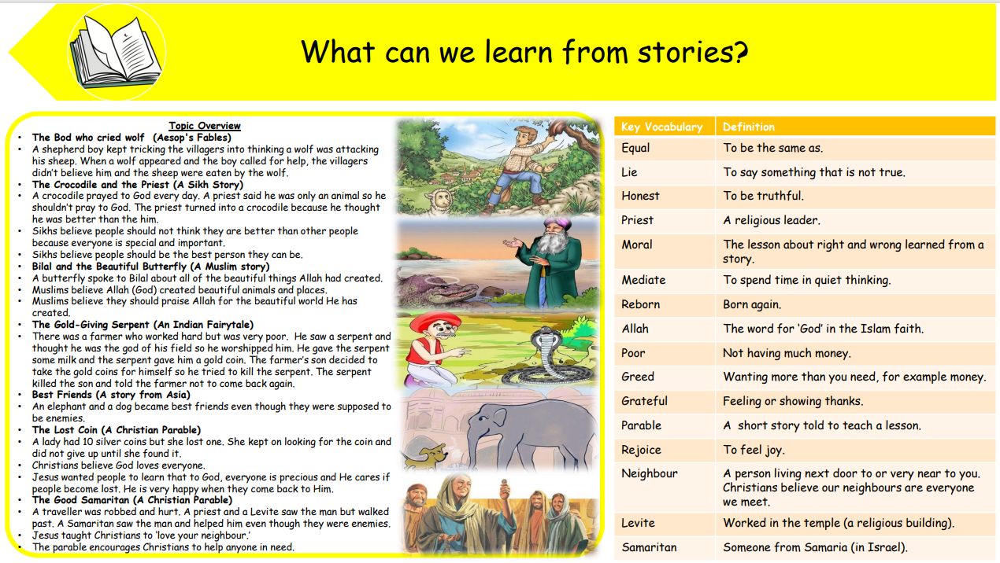 What can we learn from stories?
Topic Overview
• The Bod who cried wolf (Aesop's Fables)
• A shepherd boy kept tricking the villagers into thinking a wolf was attacking
his sheep. When a wolf appeared and the boy called for help, the villagers
didn't believe him and the sheep were eaten by the wolf.
• The Crocodile and the Priest (A Sikh Story)
• A crocodile prayed to God every day. A priest said he was only an animal so he
shouldn't pray to God. The priest turned into a crocodile because he thought
he was better than the him.
• Sikhs believe people should not think they are better than other people
because everyone is special and important.
• Sikhs believe people should be the best person they can be.
• Bilal and the Beautiful Butterfly (A Muslim story)
• A butterfly spoke to Bilal about all of the beautiful things Allah had created.
• Muslims believe Allah (God) created beautiful animals and places.
• Muslims believe they should praise Allah for the beautiful world He has
created.
• The Gold-Giving Serpent (An Indian Fairytale)
• There was a farmer who worked hard but was very poor. He saw a serpent and
thought he was the god of his field so he worshipped him. He gave the serpent
some milk and the serpent gave him a gold coin. The farmer's son decided to
take the gold coins for himself so he tried to kill the serpent. The serpent
killed the son and told the farmer not to come back again.
• Best Friends (A story from Asia)
• An elephant and a dog became best friends even though they were supposed to
be enemies.
• The Lost Coin (A Christian Parable)
• A lady had 10 silver coins but she lost one. She kept on looking for the coin and
did not give up until she found it.
• Christians believe God loves everyone.
• Jesus wanted people to learn that to God, everyone is precious and He cares if
people become lost. He is very happy when they come back to Him.
• The Good Samaritan (A Christian Parable)
• A traveller was robbed and hurt. A priest and a Levite saw the man but walked
past. A Samaritan saw the man and helped him even though they were enemies.
• Jesus taught Christians to 'love your neighbour.'
• The parable encourages Christians to help anyone in need.
Key Vocabulary Definition
Equal To be the same as.
Lie To say something that is not true.
Honest To be truthful.
Priest A religious leader.
Moral The lesson about right and wrong learned from a
story.
Mediate To spend time in quiet thinking.
Reborn Born again.
Allah The word for 'God' in the Islam faith.
Poor Not having much money.
Greed Wanting more than you need, for example money.
Grateful Feeling or showing thanks.
Parable A short story told to teach a lesson.
Rejoice To feel joy.
Neighbour A person living next door to or very near to you.
Christians believe our neighbours are everyone
we meet.
Levite Worked in the temple (a religious building).
Samaritan Someone from Samaria (in Israel).